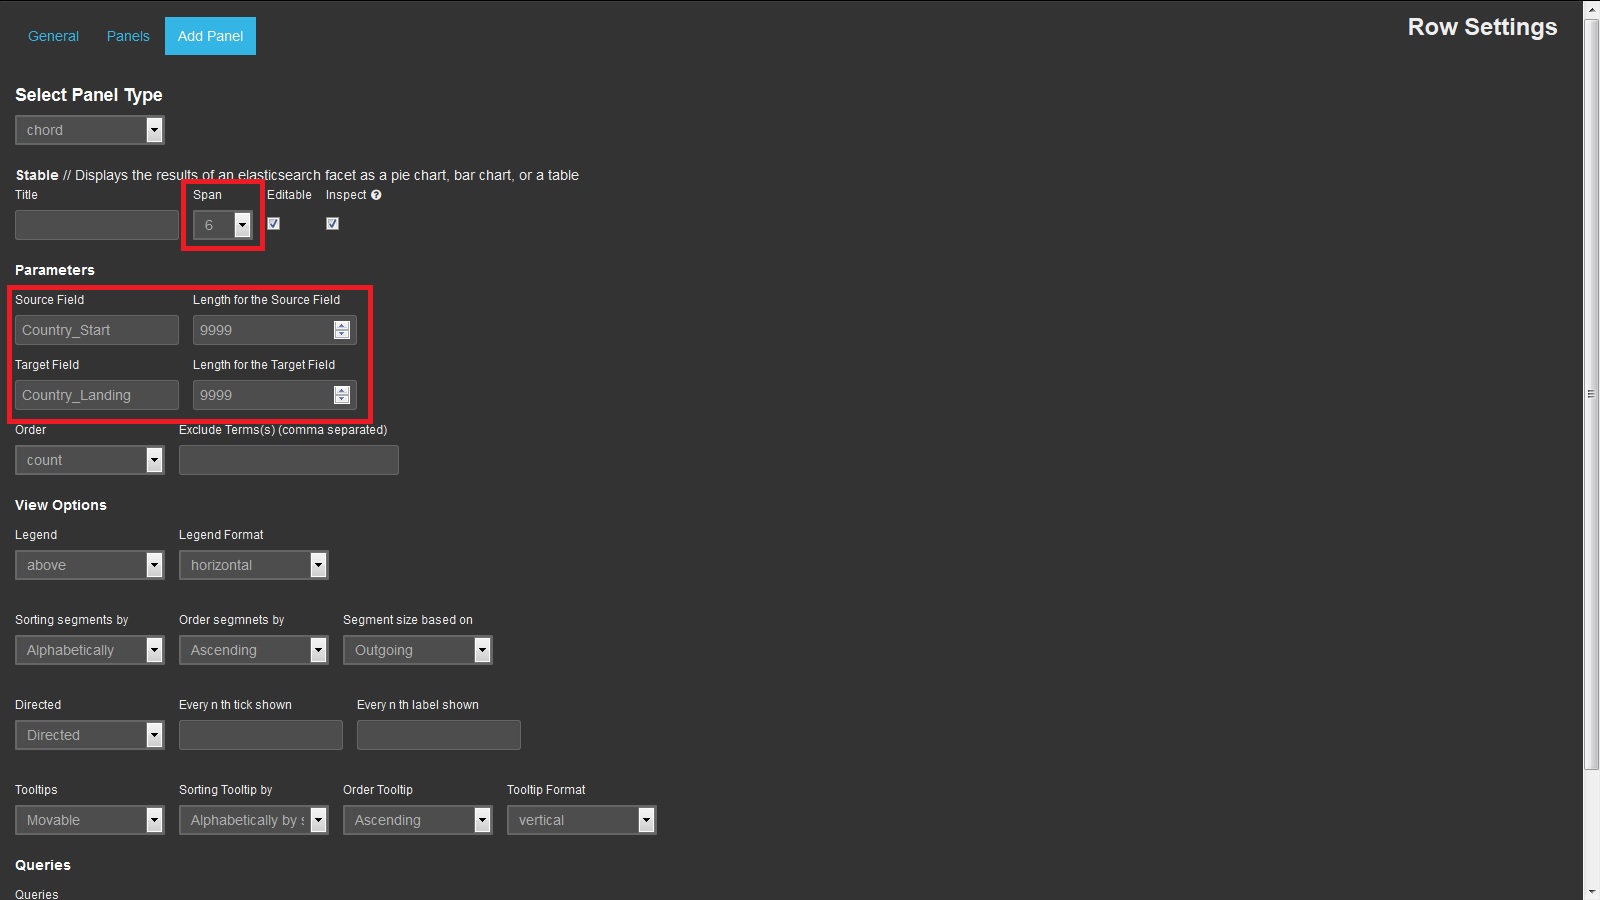 General Panels Add Panel Row Settings
Select Panel Type
chord
Stable // Displays the results of an elasticsearch facet as a pie chart, bar chart, or a table
Title Span Editable Inspect
6
Parameters
Source Field Length for the Source Field
Country_Start 9999
Target Field Length for the Target Field
Country_Landing 9999
Order Exclude Terms(s) (comma separated)
count
View Options
Legend Legend Format
above horizontal
Sorting segments by Order segmnets by Segment size based on
Alphabetically Ascending Outgoing
Directed Every n th tick shown Every n th label shown
Directed
Tooltips Sorting Tooltip by Order Tooltip Tooltip Format
Movable Alphabetically by s Ascending vertical
Queries
Queries